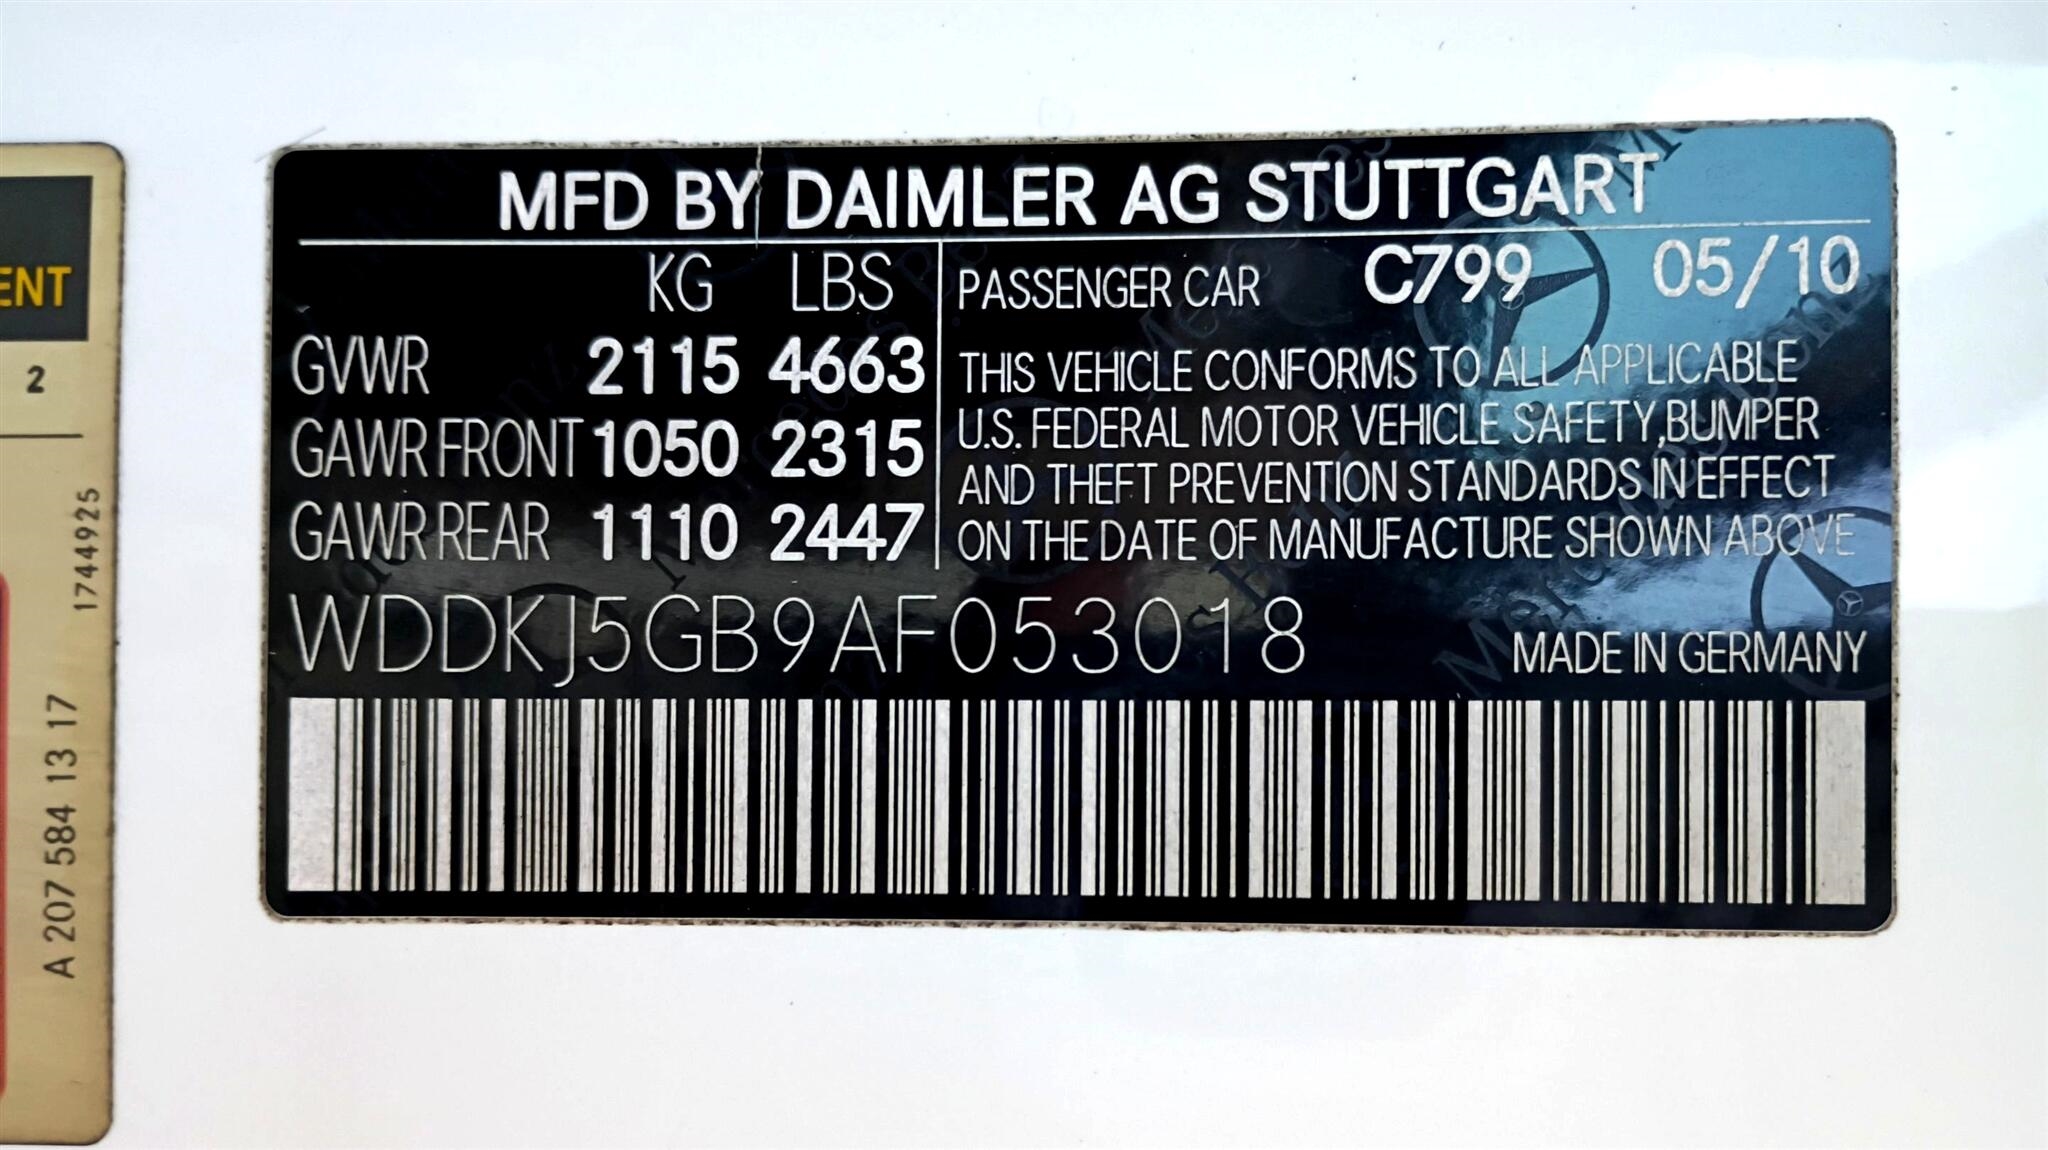 MFD BY DAIMLER AG STUTTGART
KG LBS
GVWR 2115 4663
GAWR FRONT 1050 2315
GAWR REAR 1110 2447
PASSENGER CAR C799 05/10
THIS VEHICLE CONFORMS TO ALL APPLICABLE
U.S. FEDERAL MOTOR VEHICLE SAFETY,BUMPER
AND THEFT PREVENTION STANDARDS IN EFFECT
ON THE DATE OF MANUFACTURE SHOWN ABOVE
WDDKJ5GB9AF053018
MADE IN GERMANY
ENT
2
1744925
A 207 584 13 17